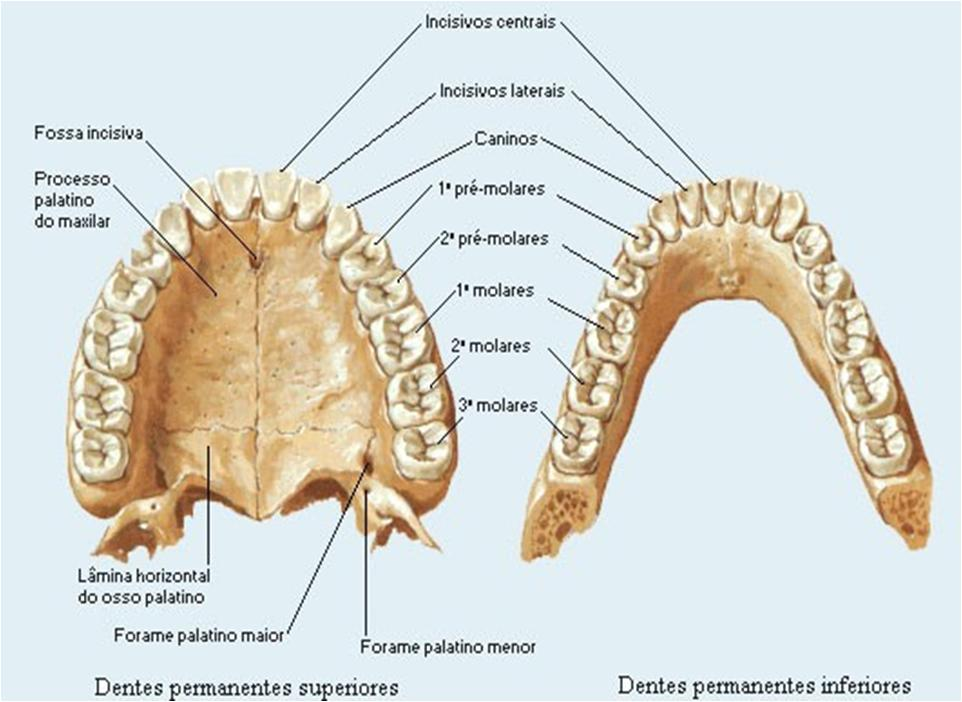 Incisivos centrais
Incisivos laterais
Fossa incisiva
Caninos
Processo
palatino
do maxilar
1ª pré-molares
2ª pré-molares
1ª molares
2ª molares
3ª molares
Lâmina horizontal
do osso palatino
Forame palatino maior
Forame palatino menor
Dentes permanentes superiores
Dentes permanentes inferiores